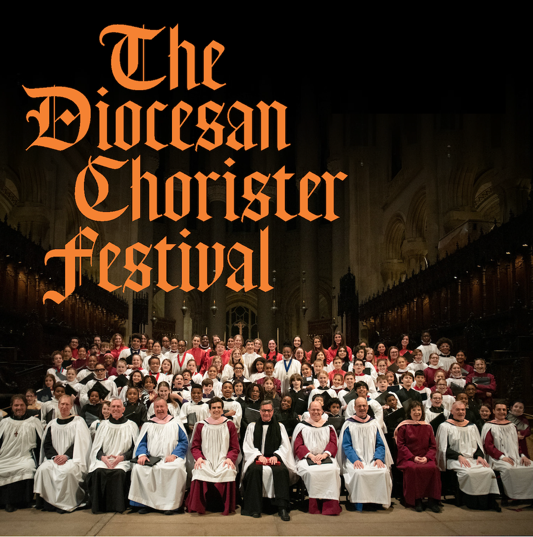 The
Diocesan
Chorister
Festival